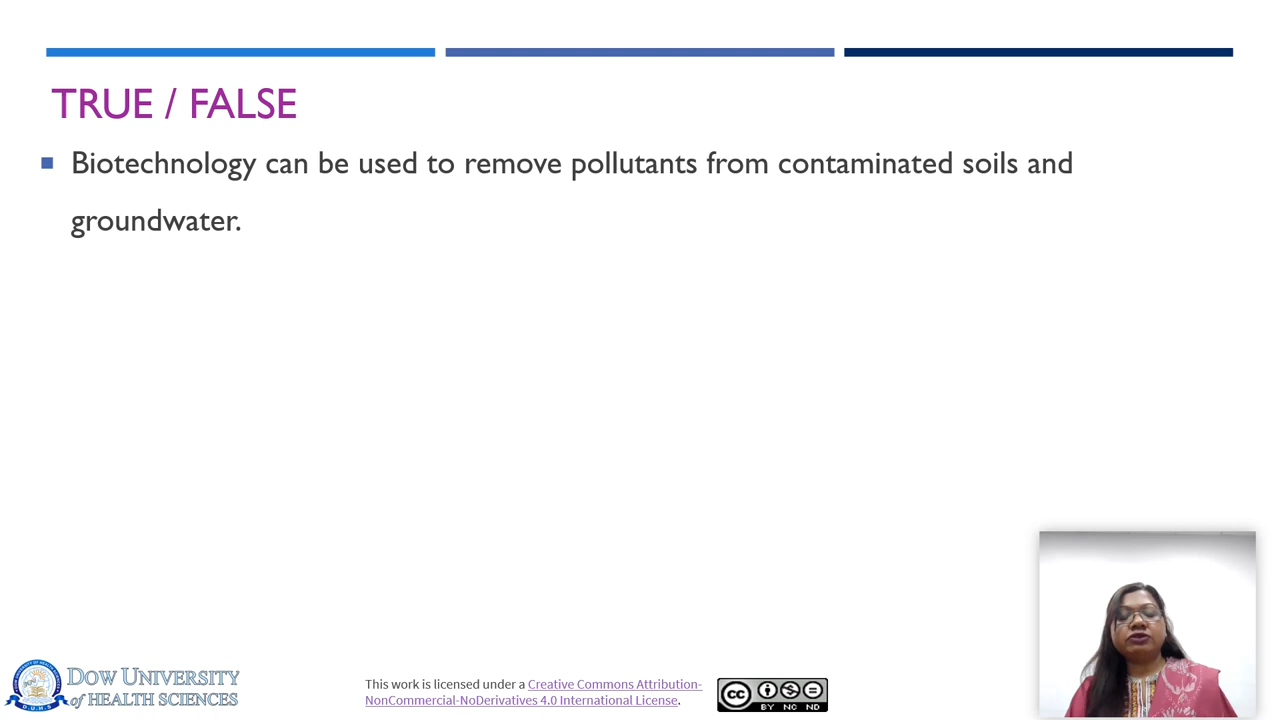 TRUE / FALSE
Biotechnology can be used to remove pollutants from contaminated soils and
groundwater.
DOW UNIVERSITY
of HEALTH SCIENCES
This work is licensed under a Creative Commons Attribution-
NonCommercial-NoDerivatives 4.0 International License.
cc
BY NC ND
D.U.H.S